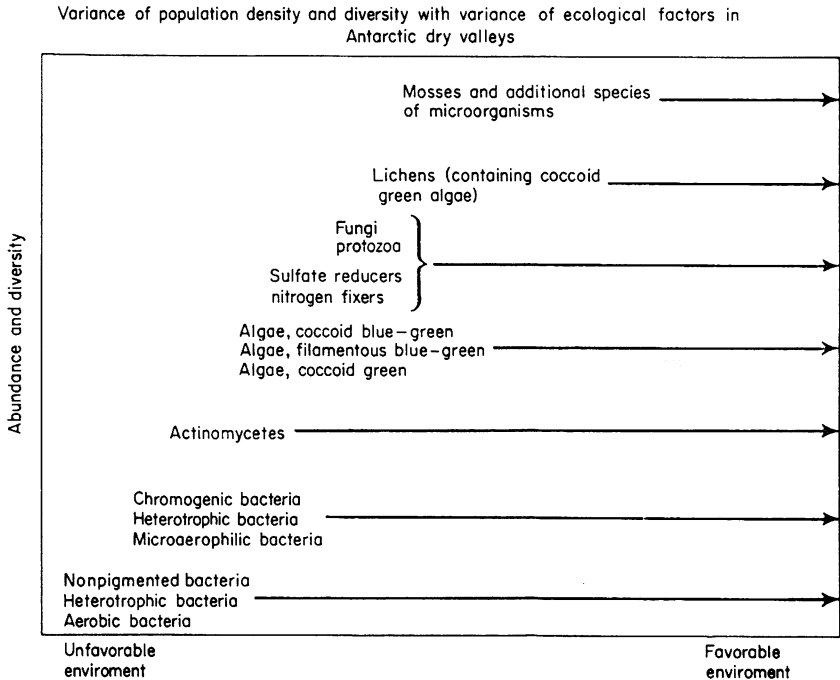 Variance of population density and diversity with variance of ecological factors in
Antarctic dry valleys
Mosses and additional species
of microorganisms
Lichens (containing coccoid
green algae)
Fungi
protozoa
Sulfate reducers
nitrogen fixers
Algae, coccoid blue-green
Algae, filamentous blue-green
Algae, coccoid green
Actinomycetes
Chromogenic bacteria
Heterotrophic bacteria
Microaerophilic bacteria
Nonpigmented bacteria
Heterotrophic bacteria
Aerobic bacteria
Abundance and diversity
Unfavorable
enviroment
Favorable
enviroment